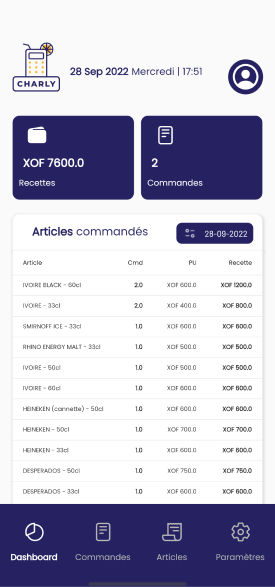 CHARLY
28 Sep 2022 Mercredi | 17:51
XOF 7600.0
Recettes
2
Commandes
Articles commandés
28-09-2022
Article Cmd PU Recette
IVOIRE BLACK - 60cl 2.0 XOF 600.0 XOF 1200.0
IVOIRE - 33cl 2.0 XOF 400.0 XOF 800.0
SMIRNOFF ICE - 33cl 1.0 XOF 600.0 XOF 600.0
RHINO ENERGY MALT - 33cl 1.0 XOF 500.0 XOF 500.0
IVOIRE - 50cl 1.0 XOF 500.0 XOF 500.0
IVOIRE - 60cl 1.0 XOF 600.0 XOF 600.0
HEINEKEN (cannette) - 50cl 1.0 XOF 600.0 XOF 600.0
HEINEKEN - 50cl 1.0 XOF 700.0 XOF 700.0
HEINEKEN - 33cl 1.0 XOF 600.0 XOF 600.0
DESPERADOS - 50cl 1.0 XOF 750.0 XOF 750.0
DESPERADOS - 33cl 1.0 XOF 600.0 XOF 600.0
Dashboard Commandes Articles Paramètres